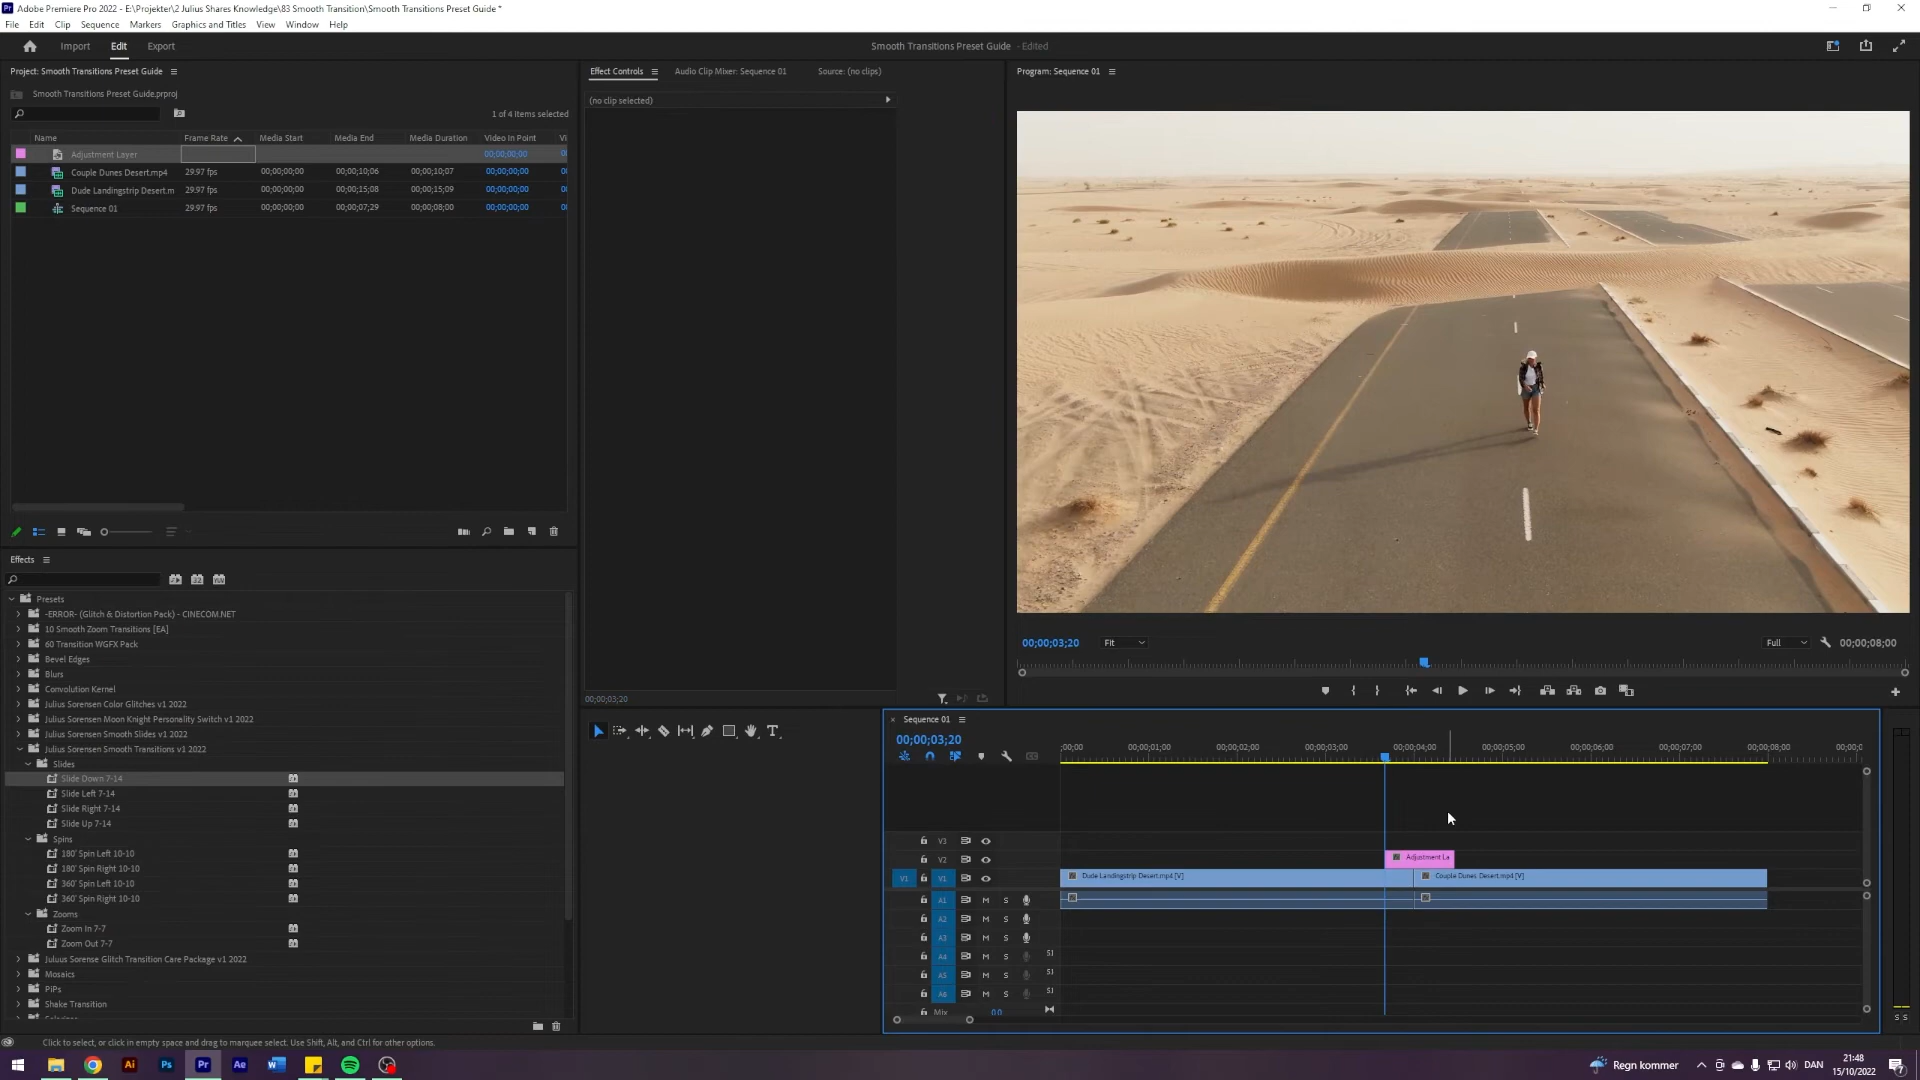 Adobe Premiere Pro 2022 - E:\Projekter\2 Julius Shares Knowledge\83 Smooth Transition\Smooth Transitions Preset Guide *
File Edit Clip Sequence Markers Graphics and Titles View Window Help
Import Edit Export
Smooth Transitions Preset Guide - Edited
Project: Smooth Transitions Preset Guide
Smooth Transitions Preset Guide.prproj
1 of 4 items selected
Name Frame Rate Media Start Media End Media Duration Video In Point Vi
Adjustment Layer 00;00;00;00
Couple Dunes Desert.mp4 29.97 fps 00;00;00;00 00;00;10;06 00;00;10;07 00;00;00;00
Dude Landingstrip Desert.m 29.97 fps 00;00;00;00 00;00;15;08 00;00;15;09 00;00;00;00
Sequence 01 29.97 fps 00;00;00;00 00;00;07;29 00;00;08;00 00;00;00;00
Effects
Presets
-ERROR- (Glitch & Distortion Pack) - CINECOM.NET
10 Smooth Zoom Transitions [EA]
60 Transition WGFX Pack
Bevel Edges
Blurs
Convolution Kernel
Julius Sorensen Color Glitches v1 2022
Julius Sorensen Moon Knight Personality Switch v1 2022
Julius Sorensen Smooth Slides v1 2022
Julius Sorensen Smooth Transitions v1 2022
Slides
Slide Down 7-14
Slide Left 7-14
Slide Right 7-14
Slide Up 7-14
Spins
180' Spin Left 10-10
180' Spin Right 10-10
360' Spin Left 10-10
360' Spin Right 10-10
Zooms
Zoom In 7-7
Zoom Out 7-7
Juluus Sorense Glitch Transition Care Package v1 2022
Mosaics
PiPs
Shake Transition
Effect Controls Audio Clip Mixer: Sequence 01 Source: (no clips)
(no clip selected)
00;00;03;20
Program: Sequence 01
00;00;03;20 Fit Full 00;00;08;00
Sequence 01
00;00;03;20
;00;00 00;00;01;00 00;00;02;00 00;00;03;00 00;00;04;00 00;00;05;00 00;00;06;00 00;00;07;00 00;00;08;00 00;00;0
V3
V2 Adjustment La
V1 V1 Dude Landingstrip Desert.mp4 [V] Couple Dunes Desert.mp4 [V]
A1 M S
A2 M S
A3 M S
A4 M S S1
A5 M S S1
A6 M S S1
Mix 0.0
S S
Click to select, or click in empty space and drag to marquee select. Use Shift, Alt, and Ctrl for other options.
Ai Ps Pr Ae Regn kommer DAN 21:48
15/10/2022